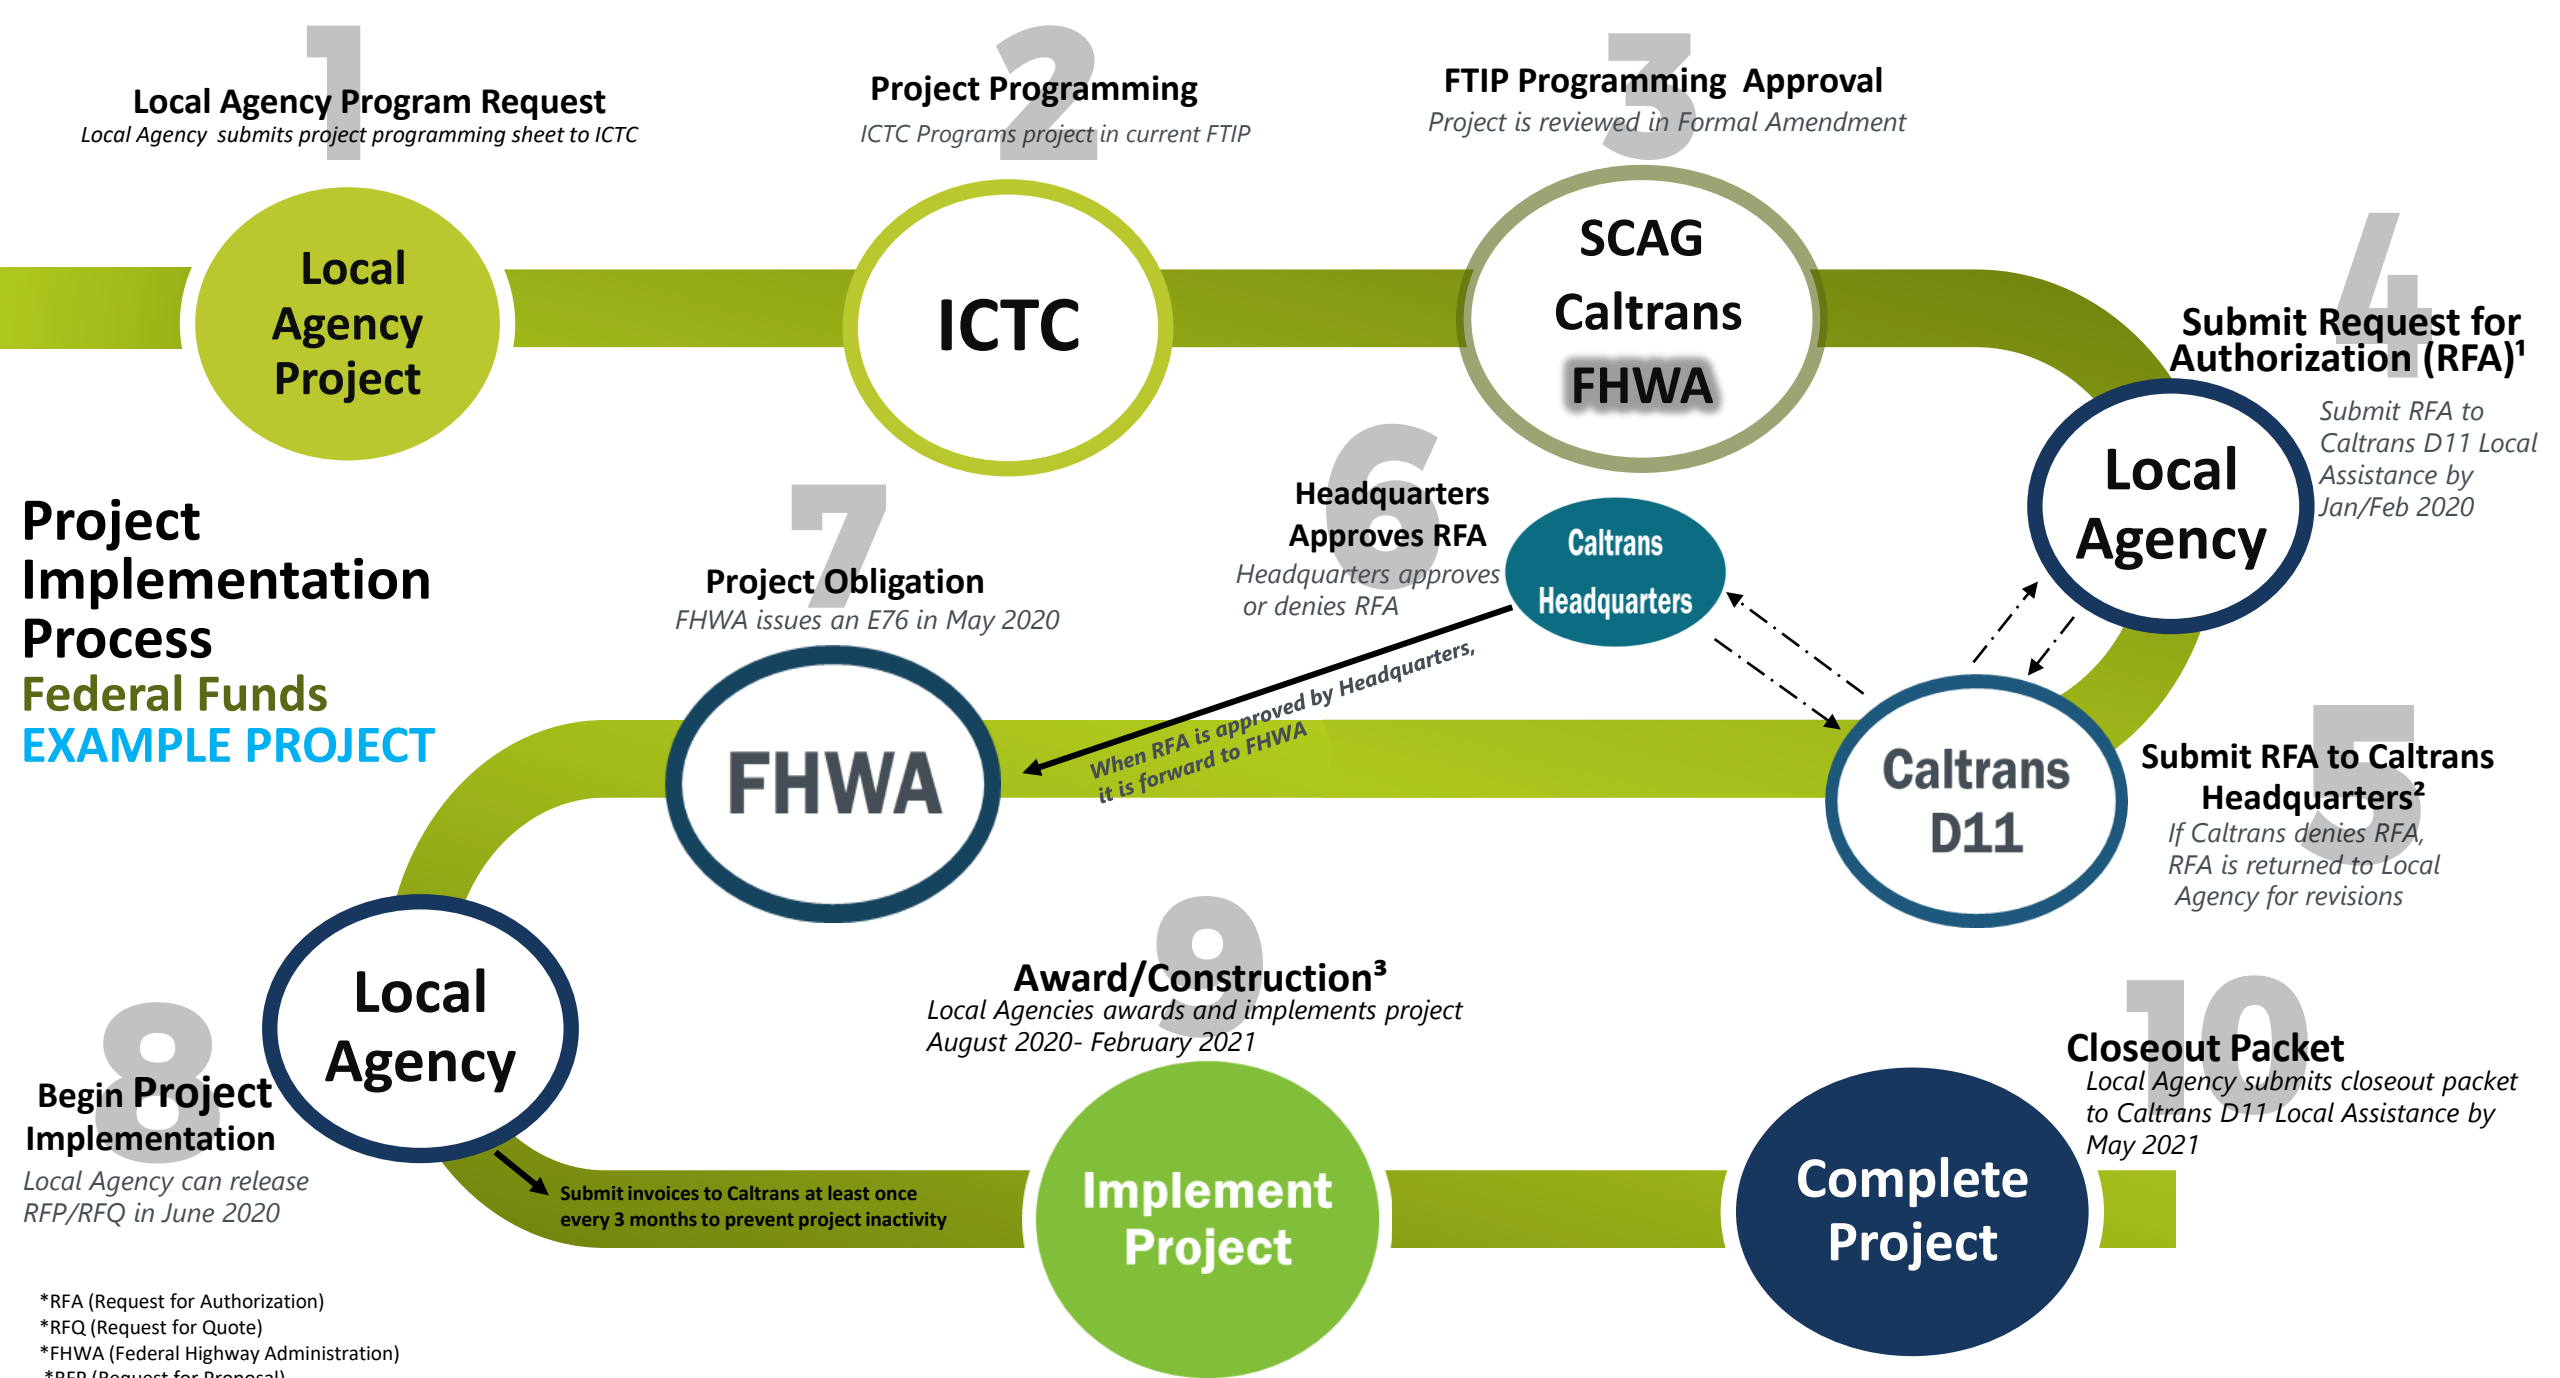 1
Local Agency Program Request
Local Agency submits project programming sheet to ICTC
Local
Agency
Project
2
Project Programming
ICTC Programs project in current FTIP
ICTC
3
FTIP Programming Approval
Project is reviewed in Formal Amendment
SCAG
Caltrans
FHWA
4
Submit Request for
Authorization (RFA)¹
Submit RFA to
Caltrans D11 Local
Assistance by
Jan/Feb 2020
Local
Agency
Project
Implementation
Process
Federal Funds
EXAMPLE PROJECT
5
Submit RFA to Caltrans
Headquarters²
If Caltrans denies RFA,
RFA is returned to Local
Agency for revisions
Caltrans
D11
6
Headquarters
Approves RFA
Headquarters approves
or denies RFA
Caltrans
Headquarters
When RFA is approved by Headquarters,
it is forward to FHWA
7
Project Obligation
FHWA issues an E76 in May 2020
FHWA
8
Begin Project
Implementation
Local Agency can release
RFP/RFQ in June 2020
Local
Agency
Submit invoices to Caltrans at least once
every 3 months to prevent project inactivity
9
Award/Construction³
Local Agencies awards and implements project
August 2020- February 2021
Implement
Project
10
Closeout Packet
Local Agency submits closeout packet
to Caltrans D11 Local Assistance by
May 2021
Complete
Project
*RFA (Request for Authorization)
*RFQ (Request for Quote)
*FHWA (Federal Highway Administration)
*RFP (Request for Proposal)